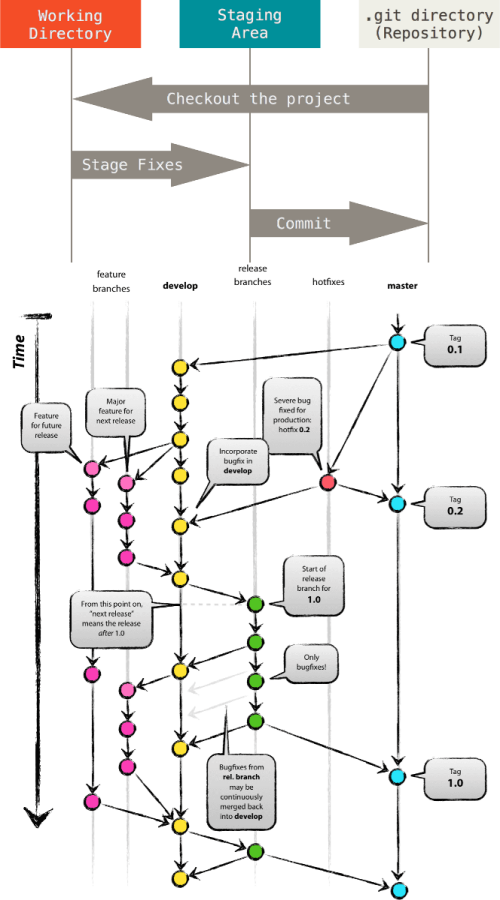 Working
Directory
Staging
Area
.git directory
(Repository)
Checkout the project
Stage Fixes
Commit
feature
branches
develop
release
branches
hotfixes
master
Time
Tag
0.1
Feature
for future
release
Major
feature for
next release
Severe bug
fixed for
production:
hotfix 0.2
Incorporate
bugfix in
develop
Tag
0.2
Start of
release
branch for
1.0
From this point on,
“next release”
means the release
after 1.0
Only
bugfixes!
Bugfixes from
rel. branch
may be
continuously
merged back
into develop
Tag
1.0